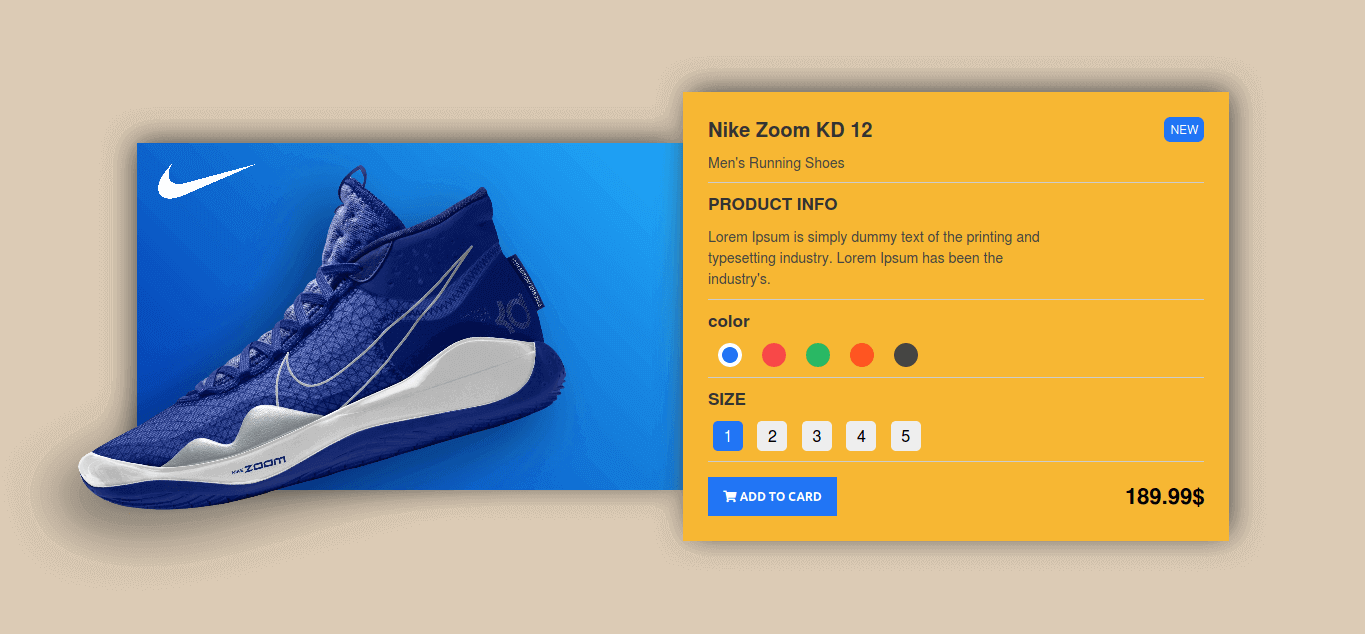 Nike Zoom KD 12
NEW
Men's Running Shoes
PRODUCT INFO
Lorem Ipsum is simply dummy text of the printing and
typesetting industry. Lorem Ipsum has been the
industry's.
color
SIZE
1 2 3 4 5
ADD TO CARD
189.99$
NIKE ZOOM